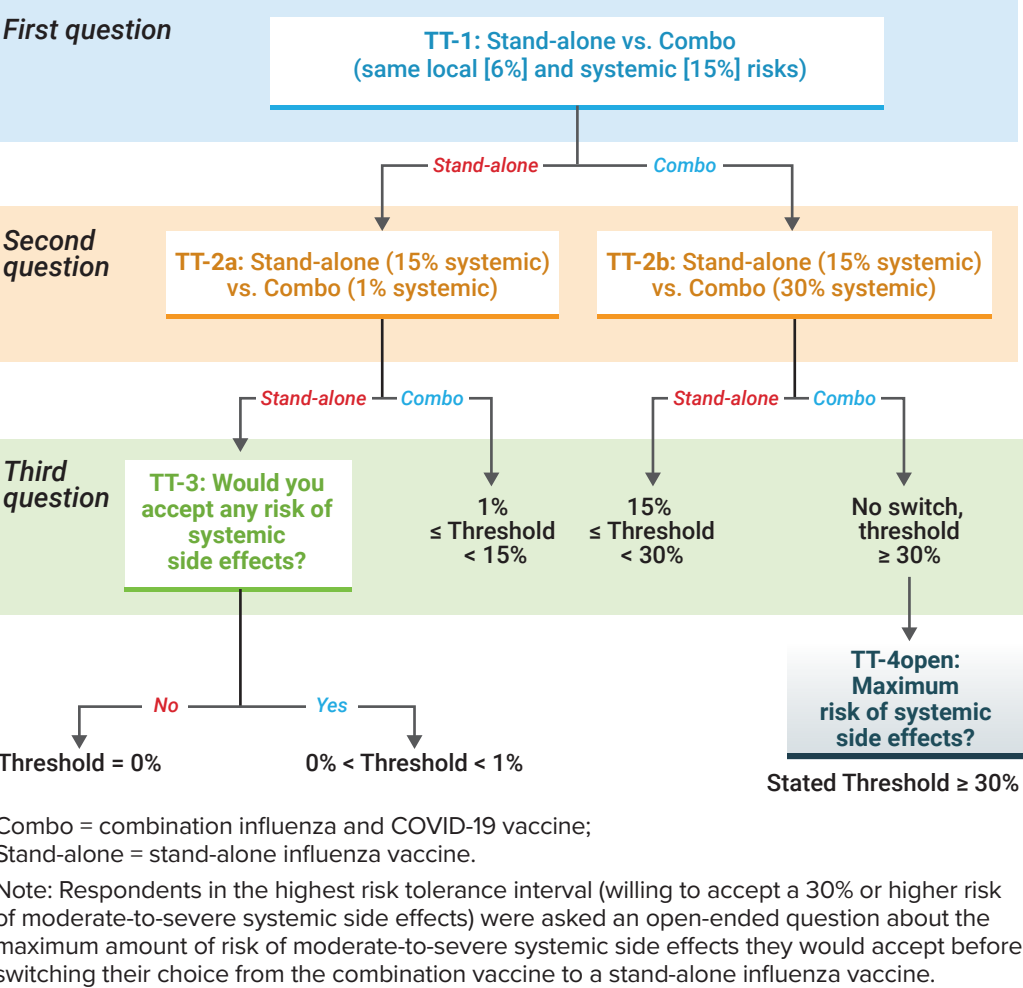 First question
TT-1: Stand-alone vs. Combo
(same local [6%] and systemic [15%] risks)
Stand-alone
Combo
Second
question
TT-2a: Stand-alone (15% systemic)
vs. Combo (1% systemic)
TT-2b: Stand-alone (15% systemic)
vs. Combo (30% systemic)
Stand-alone
Combo
Stand-alone
Combo
Third
question
TT-3: Would you
accept any risk of
systemic
side effects?
1%
≤ Threshold
< 15%
15%
≤ Threshold
< 30%
No switch,
threshold
≥ 30%
No
Yes
Threshold = 0%
0% < Threshold < 1%
TT-4open:
Maximum
risk of systemic
side effects?
Stated Threshold ≥ 30%
Combo = combination influenza and COVID-19 vaccine;
Stand-alone = stand-alone influenza vaccine.
Note: Respondents in the highest risk tolerance interval (willing to accept a 30% or higher risk
of moderate-to-severe systemic side effects) were asked an open-ended question about the
maximum amount of risk of moderate-to-severe systemic side effects they would accept before
switching their choice from the combination vaccine to a stand-alone influenza vaccine.